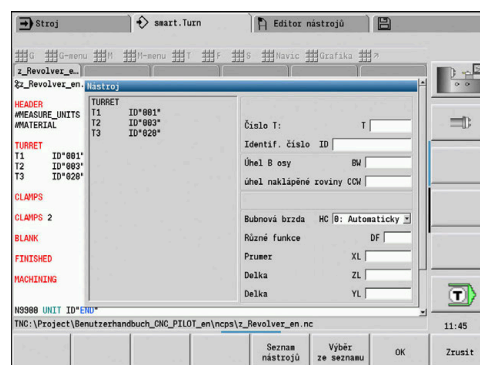 Stroj smart.Turn Editor nástrojů
G G-menu M M-menu T F S Navic Grafika
z_Revolver_e…
z_Revolver_en. Nástroj
HEADER
#MEASURE_UNITS
#MATERIAL
TURRET
T1 ID"001"
T2 ID"003"
T3 ID"020"
CLAMPS
CLAMPS 2
BLANK
FINISHED
MACHINING
N9900 UNIT ID"END"
TURRET
T1 ID"001"
T2 ID"003"
T3 ID"020"
Číslo T: T
Identif. číslo ID
Úhel B osy BW
úhel naklápěné roviny CCW
Bubnová brzda HC 0: Automaticky
Různé funkce DF
Prumer XL
Delka ZL
Delka YL
TNC:\Project\Benutzerhandbuch_CNC_PILOT_en\ncps\z_Revolver_en.nc
11:45
Seznam nástrojů
Výběr ze seznamu
OK
Zrusit